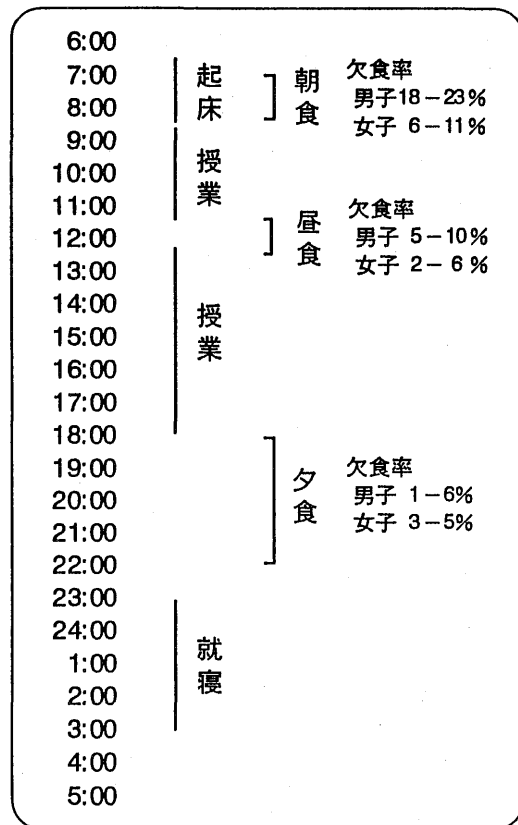 6:00
7:00
8:00
9:00
10:00
11:00
12:00
13:00
14:00
15:00
16:00
17:00
18:00
19:00
20:00
21:00
22:00
23:00
24:00
1:00
2:00
3:00
4:00
5:00
起床
授業
授業
就寝
朝食
欠食率
男子18-23%
女子 6-11%
昼食
欠食率
男子 5-10%
女子 2-6%
夕食
欠食率
男子 1-6%
女子 3-5%